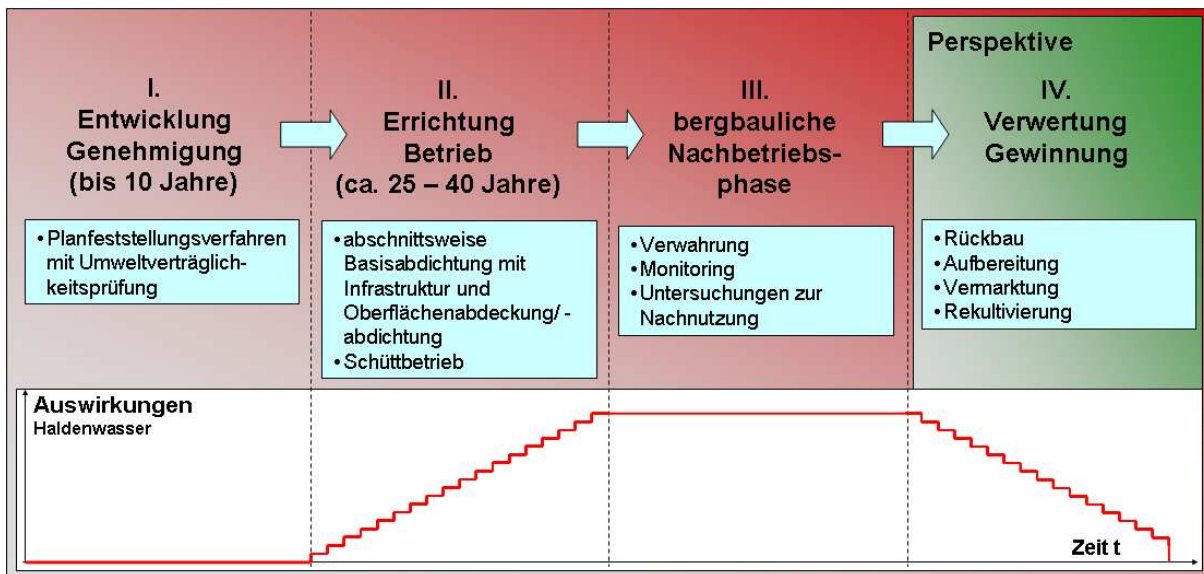 Perspektive
I.
Entwicklung
Genehmigung
(bis 10 Jahre)
II.
Errichtung
Betrieb
(ca. 25 – 40 Jahre)
III.
bergbauliche
Nachbetriebs-
phase
IV.
Verwertung
Gewinnung
• Planfeststellungsverfahren
mit Umweltverträglich-
keitsprüfung
• abschnittsweise
Basisabdichtung mit
Infrastruktur und
Oberflächenabdeckung/ -
abdichtung
• Schüttbetrieb
• Verwahrung
• Monitoring
• Untersuchungen zur
Nachnutzung
• Rückbau
• Aufbereitung
• Vermarktung
• Rekultivierung
Auswirkungen
Haldenwasser
Zeit t